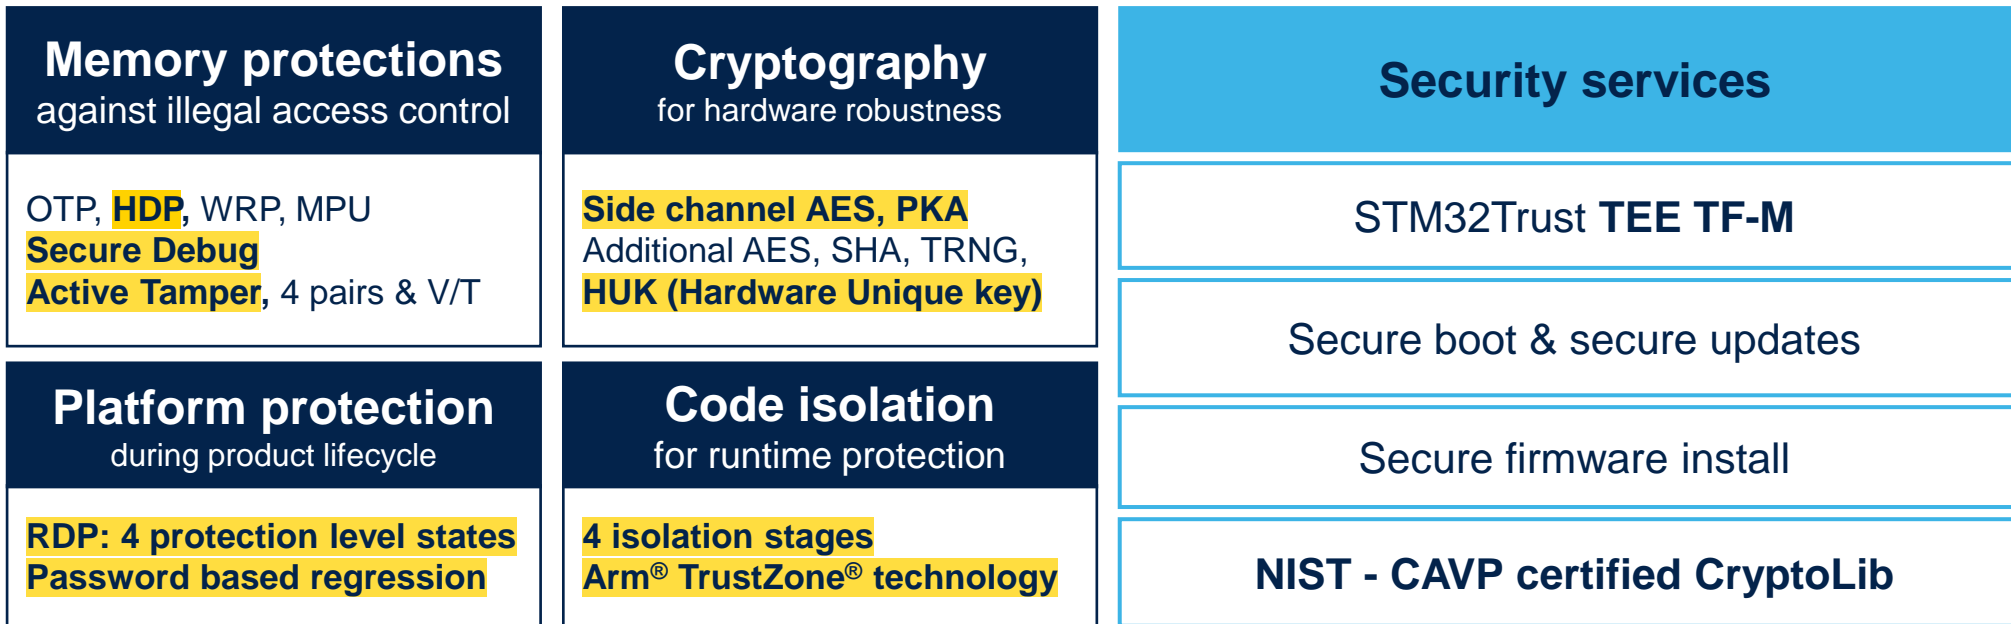 Memory protections
against illegal access control
OTP, HDP, WRP, MPU
Secure Debug
Active Tamper, 4 pairs & V/T
Cryptography
for hardware robustness
Side channel AES, PKA
Additional AES, SHA, TRNG,
HUK (Hardware Unique key)
Platform protection
during product lifecycle
RDP: 4 protection level states
Password based regression
Code isolation
for runtime protection
4 isolation stages
Arm® TrustZone® technology
Security services
STM32Trust TEE TF-M
Secure boot & secure updates
Secure firmware install
NIST - CAVP certified CryptoLib